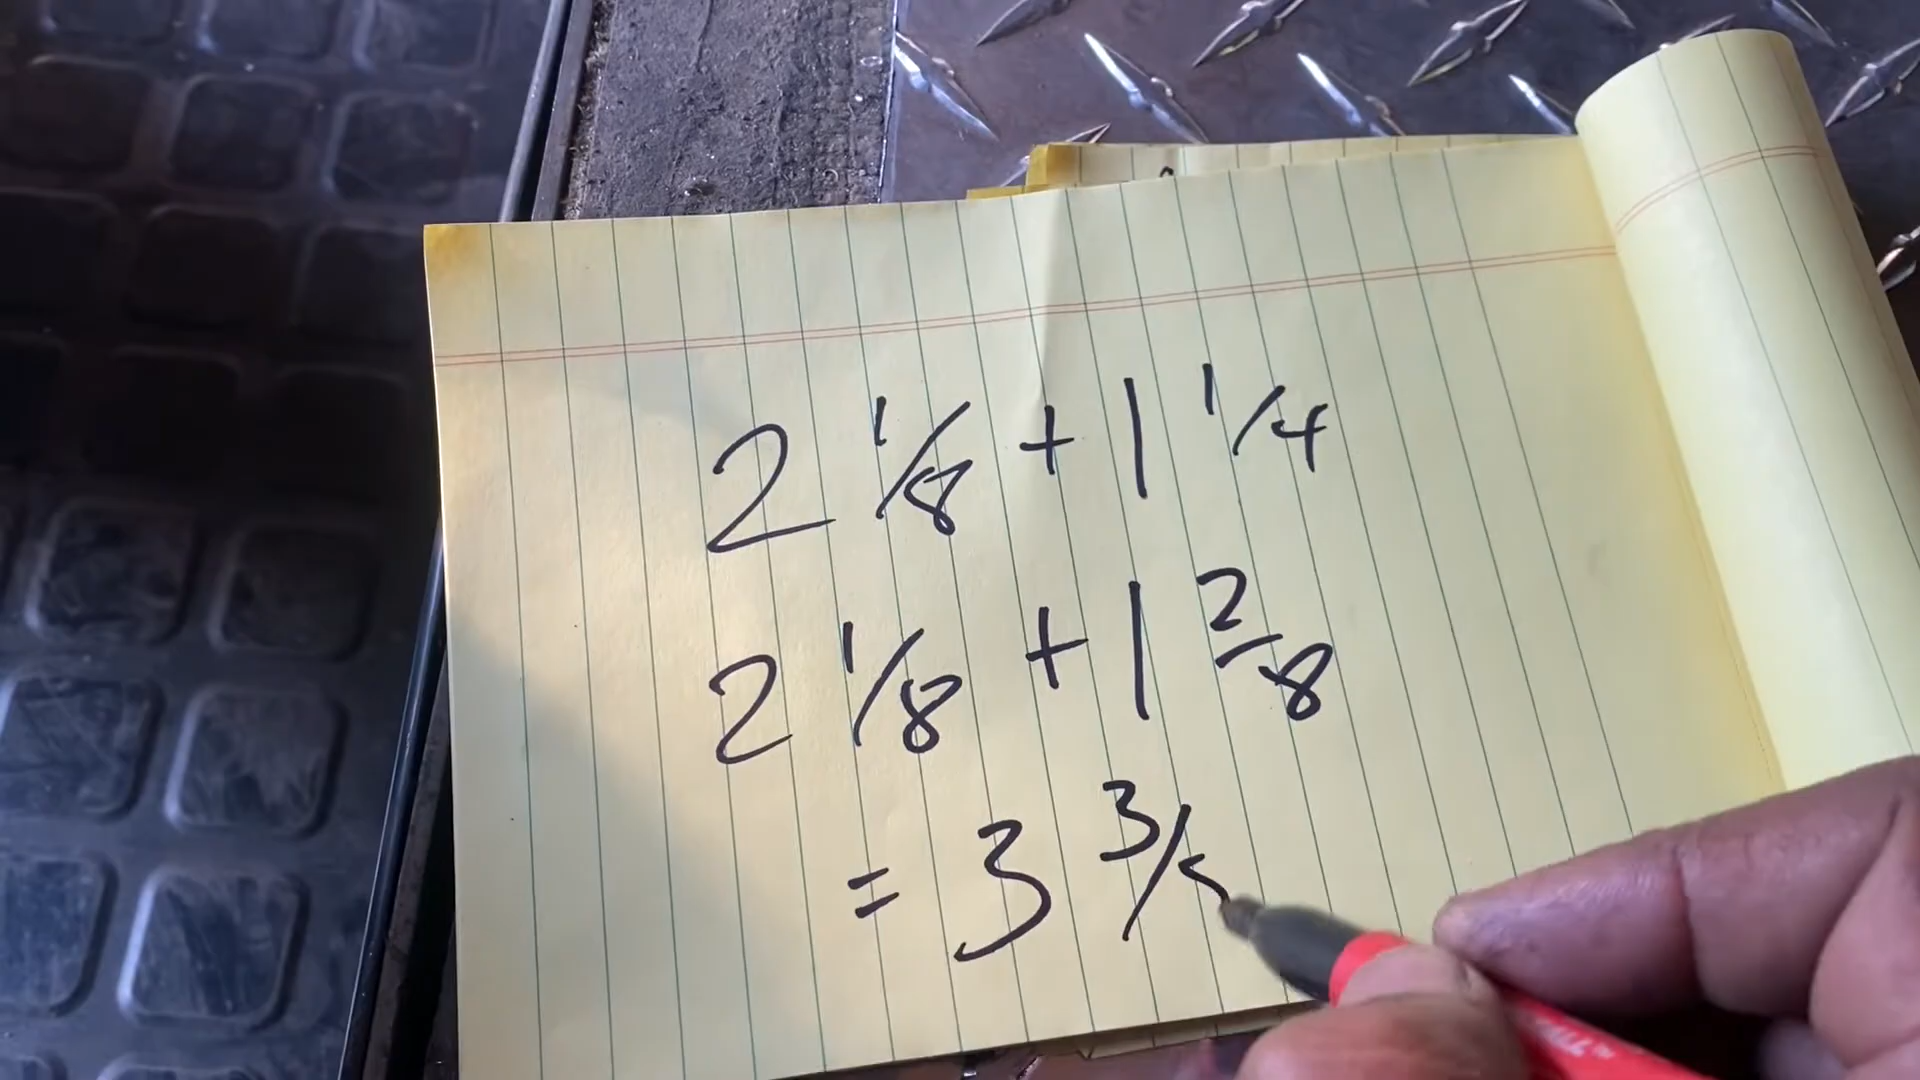 2 1/8 + 1 1/4
2 1/8 + 1 2/8
= 3 3/